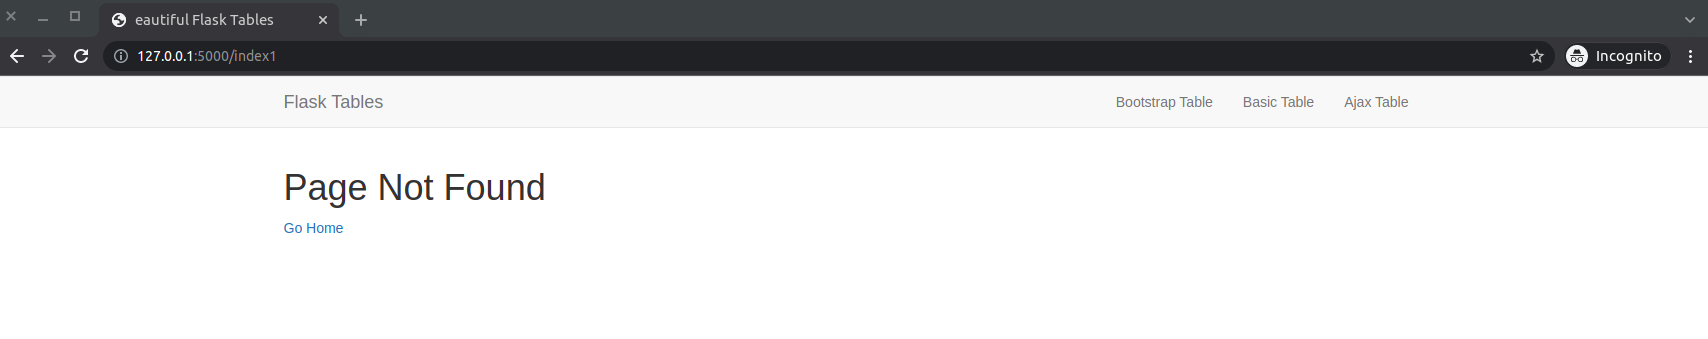 eautiful Flask Tables
127.0.0.1:5000/index1
Incognito
Flask Tables
Bootstrap Table Basic Table Ajax Table
Page Not Found
Go Home